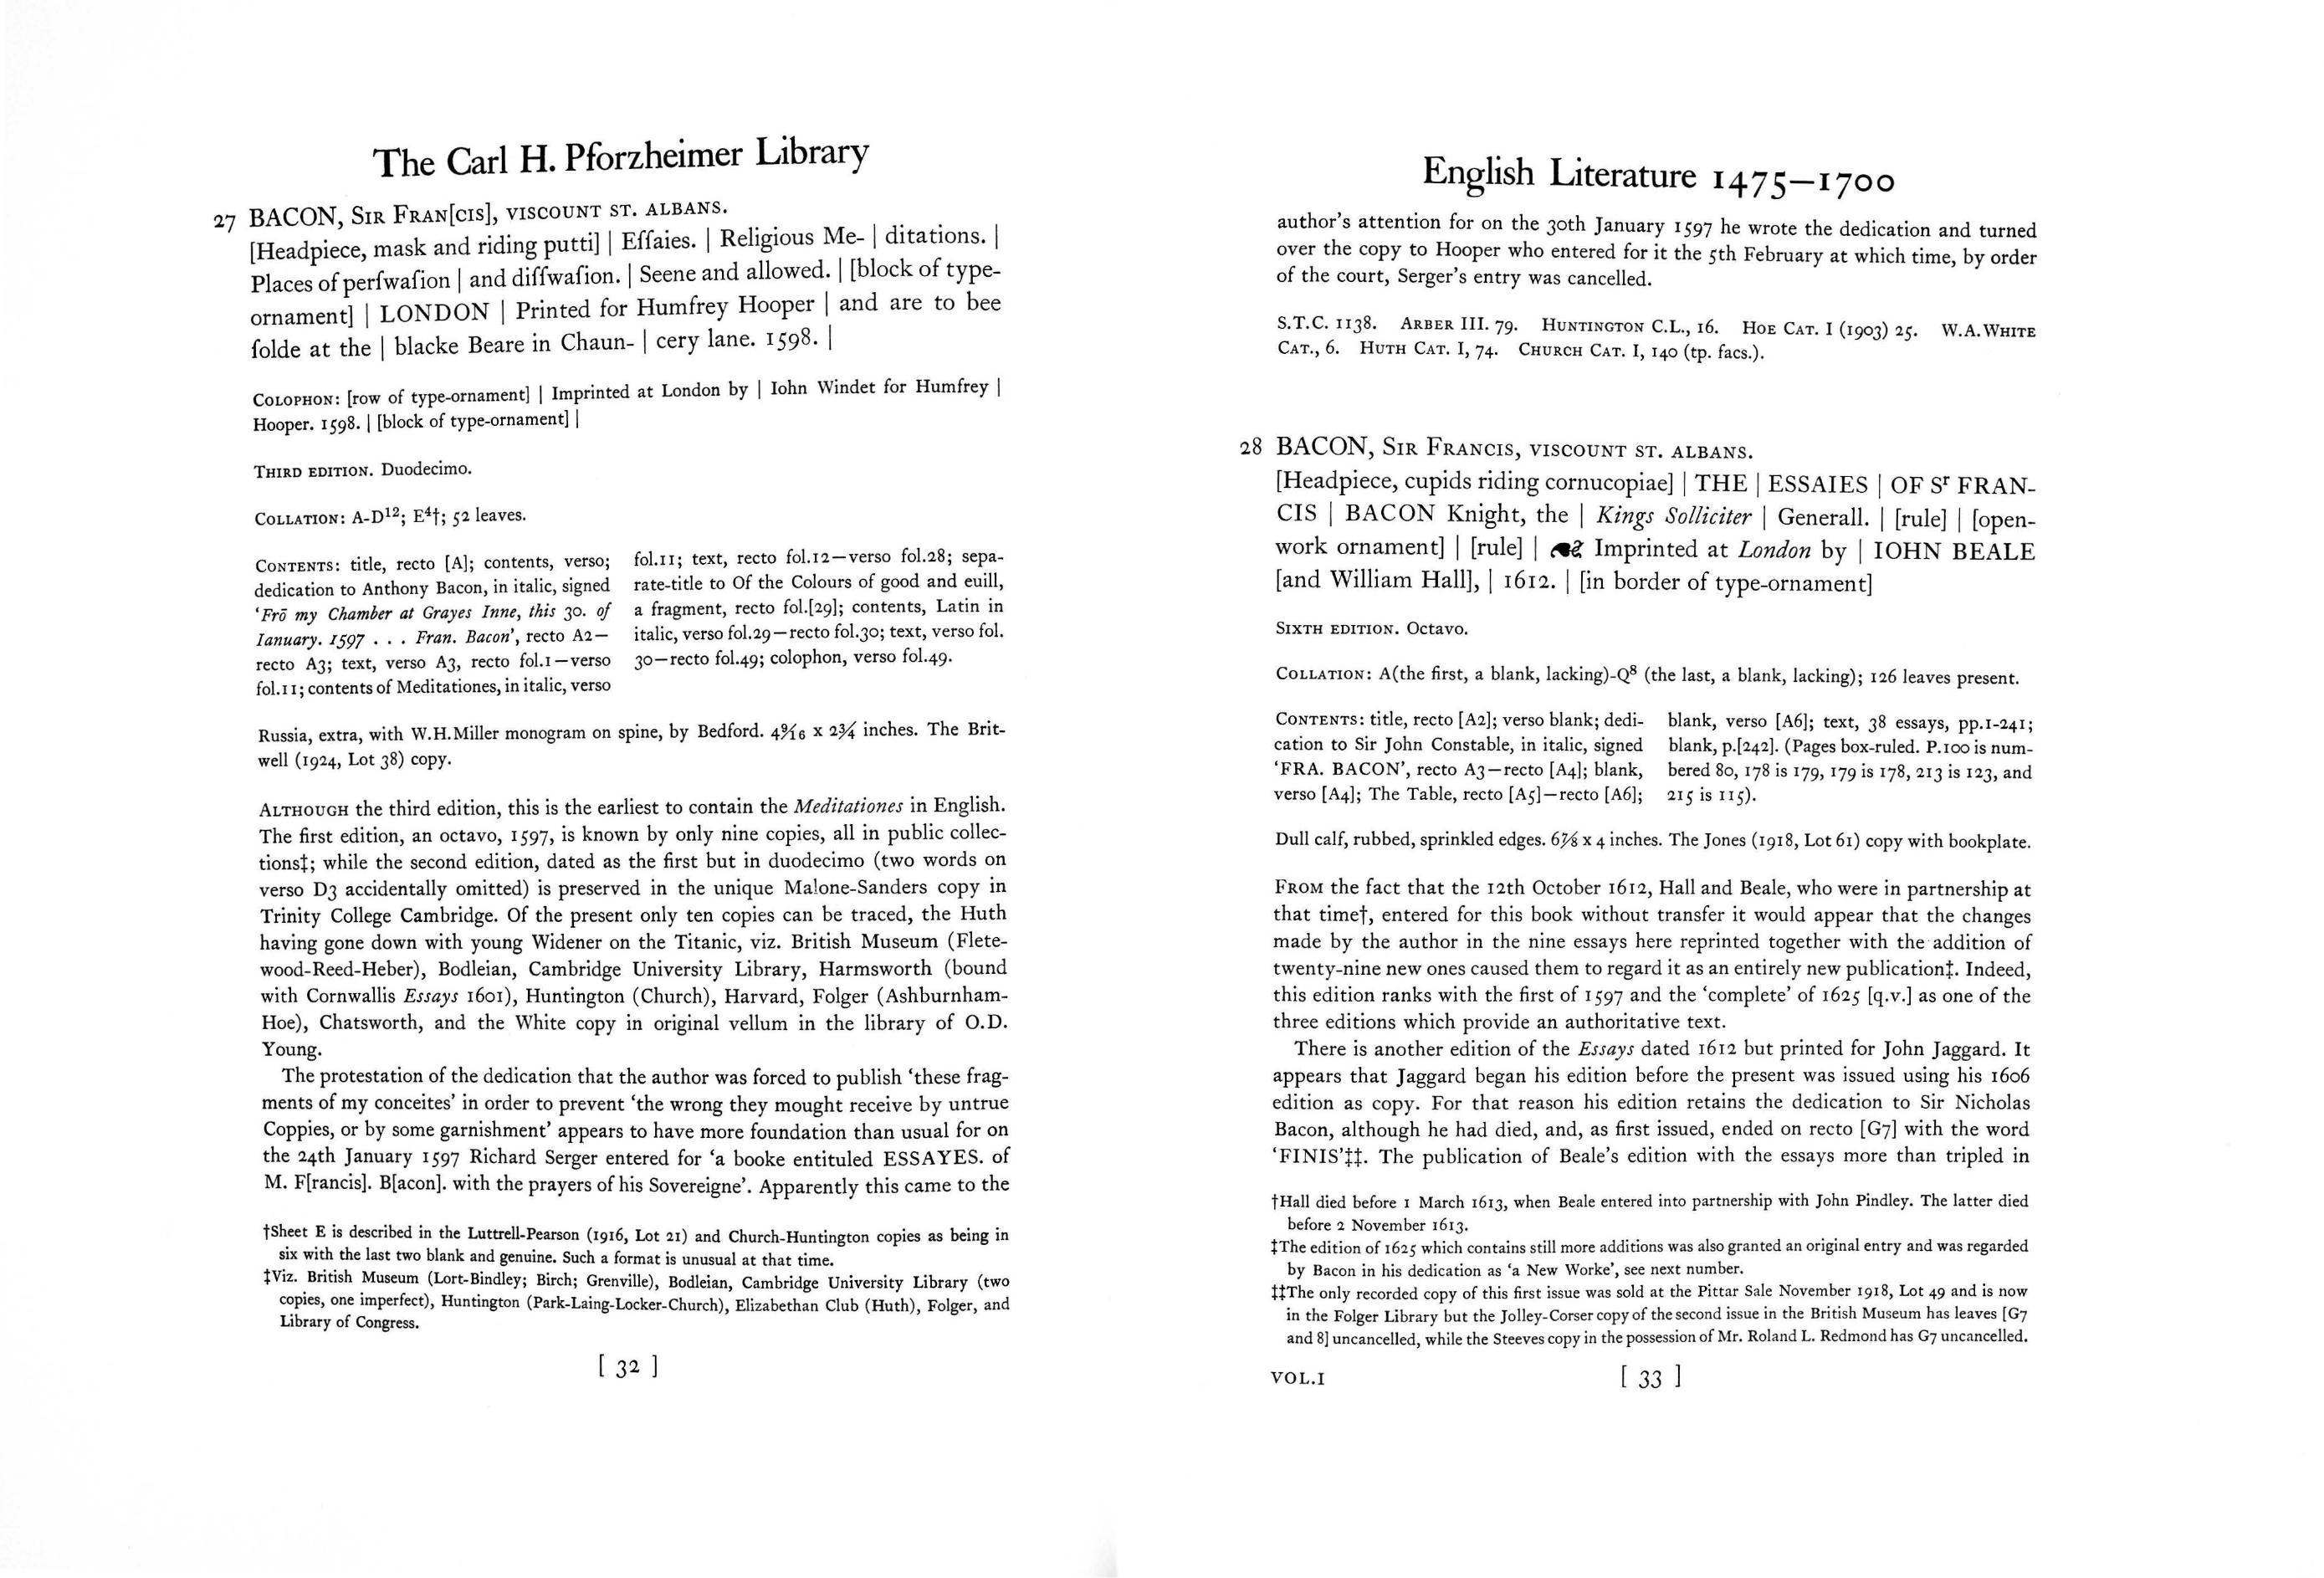 The Carl H. Pforzheimer Library
27 BACON, SIR FRAN[CIS], VISCOUNT ST. ALBANS.
[Headpiece, mask and riding putti] | Eſſaies. | Religious Me- | ditations. |
Places of perſwaſion | and diſſwaſion. | Seene and allowed. | [block of type-
ornament] | LONDON | Printed for Humfrey Hooper | and are to bee
ſolde at the | blacke Beare in Chaun- | cery lane. 1598. |
COLOPHON: [row of type-ornament] | Imprinted at London by | Iohn Windet for Humfrey |
Hooper. 1598. | [block of type-ornament] |
THIRD EDITION. Duodecimo.
COLLATION: A-D¹²; E⁴†; 52 leaves.
CONTENTS: title, recto [A]; contents, verso;
dedication to Anthony Bacon, in italic, signed
‘Frō my Chamber at Grayes Inne, this 30. of
Ianuary. 1597 . . . Fran. Bacon’, recto A2—
recto A3; text, verso A3, recto fol.1—verso
fol.11; contents of Meditationes, in italic, verso
fol.11; text, recto fol.12—verso fol.28; sepa-
rate-title to Of the Colours of good and euill,
a fragment, recto fol.[29]; contents, Latin in
italic, verso fol.29—recto fol.30; text, verso fol.
30—recto fol.49; colophon, verso fol.49.
Russia, extra, with W.H.Miller monogram on spine, by Bedford. 4⁹⁄₁₆ x 2¾ inches. The Brit-
well (1924, Lot 38) copy.
ALTHOUGH the third edition, this is the earliest to contain the Meditationes in English.
The first edition, an octavo, 1597, is known by only nine copies, all in public collec-
tions‡; while the second edition, dated as the first but in duodecimo (two words on
verso D3 accidentally omitted) is preserved in the unique Malone-Sanders copy in
Trinity College Cambridge. Of the present only ten copies can be traced, the Huth
having gone down with young Widener on the Titanic, viz. British Museum (Flete-
wood-Reed-Heber), Bodleian, Cambridge University Library, Harmsworth (bound
with Cornwallis Essays 1601), Huntington (Church), Harvard, Folger (Ashburnham-
Hoe), Chatsworth, and the White copy in original vellum in the library of O.D.
Young.
The protestation of the dedication that the author was forced to publish ‘these frag-
ments of my conceites’ in order to prevent ‘the wrong they mought receive by untrue
Coppies, or by some garnishment’ appears to have more foundation than usual for on
the 24th January 1597 Richard Serger entered for ‘a booke entituled ESSAYES. of
M. F[rancis]. B[acon]. with the prayers of his Sovereigne’. Apparently this came to the
†Sheet E is described in the Luttrell-Pearson (1916, Lot 21) and Church-Huntington copies as being in
six with the last two blank and genuine. Such a format is unusual at that time.
‡Viz. British Museum (Lort-Bindley; Birch; Grenville), Bodleian, Cambridge University Library (two
copies, one imperfect), Huntington (Park-Laing-Locker-Church), Elizabethan Club (Huth), Folger, and
Library of Congress.
[ 32 ]
English Literature 1475—1700
author's attention for on the 30th January 1597 he wrote the dedication and turned
over the copy to Hooper who entered for it the 5th February at which time, by order
of the court, Serger's entry was cancelled.
S.T.C. 1138. ARBER III. 79. HUNTINGTON C.L., 16. HOE CAT. I (1903) 25. W.A.WHITE
CAT., 6. HUTH CAT. I, 74. CHURCH CAT. I, 140 (tp. facs.).
28 BACON, SIR FRANCIS, VISCOUNT ST. ALBANS.
[Headpiece, cupids riding cornucopiae] | THE | ESSAIES | OF Sʳ FRAN-
CIS | BACON Knight, the | Kings Solliciter | Generall. | [rule] | [open-
work ornament] | [rule] | ☙ Imprinted at London by | IOHN BEALE
[and William Hall], | 1612. | [in border of type-ornament]
SIXTH EDITION. Octavo.
COLLATION: A(the first, a blank, lacking)-Q⁸ (the last, a blank, lacking); 126 leaves present.
CONTENTS: title, recto [A2]; verso blank; dedi-
cation to Sir John Constable, in italic, signed
‘FRA. BACON’, recto A3—recto [A4]; blank,
verso [A4]; The Table, recto [A5]—recto [A6];
blank, verso [A6]; text, 38 essays, pp.1-241;
blank, p.[242]. (Pages box-ruled. P.100 is num-
bered 80, 178 is 179, 179 is 178, 213 is 123, and
215 is 115).
Dull calf, rubbed, sprinkled edges. 6⅞ x 4 inches. The Jones (1918, Lot 61) copy with bookplate.
FROM the fact that the 12th October 1612, Hall and Beale, who were in partnership at
that time†, entered for this book without transfer it would appear that the changes
made by the author in the nine essays here reprinted together with the addition of
twenty-nine new ones caused them to regard it as an entirely new publication‡. Indeed,
this edition ranks with the first of 1597 and the ‘complete’ of 1625 [q.v.] as one of the
three editions which provide an authoritative text.
There is another edition of the Essays dated 1612 but printed for John Jaggard. It
appears that Jaggard began his edition before the present was issued using his 1606
edition as copy. For that reason his edition retains the dedication to Sir Nicholas
Bacon, although he had died, and, as first issued, ended on recto [G7] with the word
‘FINIS’‡‡. The publication of Beale's edition with the essays more than tripled in
†Hall died before 1 March 1613, when Beale entered into partnership with John Pindley. The latter died
before 2 November 1613.
‡The edition of 1625 which contains still more additions was also granted an original entry and was regarded
by Bacon in his dedication as ‘a New Worke’, see next number.
‡‡The only recorded copy of this first issue was sold at the Pittar Sale November 1918, Lot 49 and is now
in the Folger Library but the Jolley-Corser copy of the second issue in the British Museum has leaves [G7
and 8] uncancelled, while the Steeves copy in the possession of Mr. Roland L. Redmond has G7 uncancelled.
VOL.I
[ 33 ]